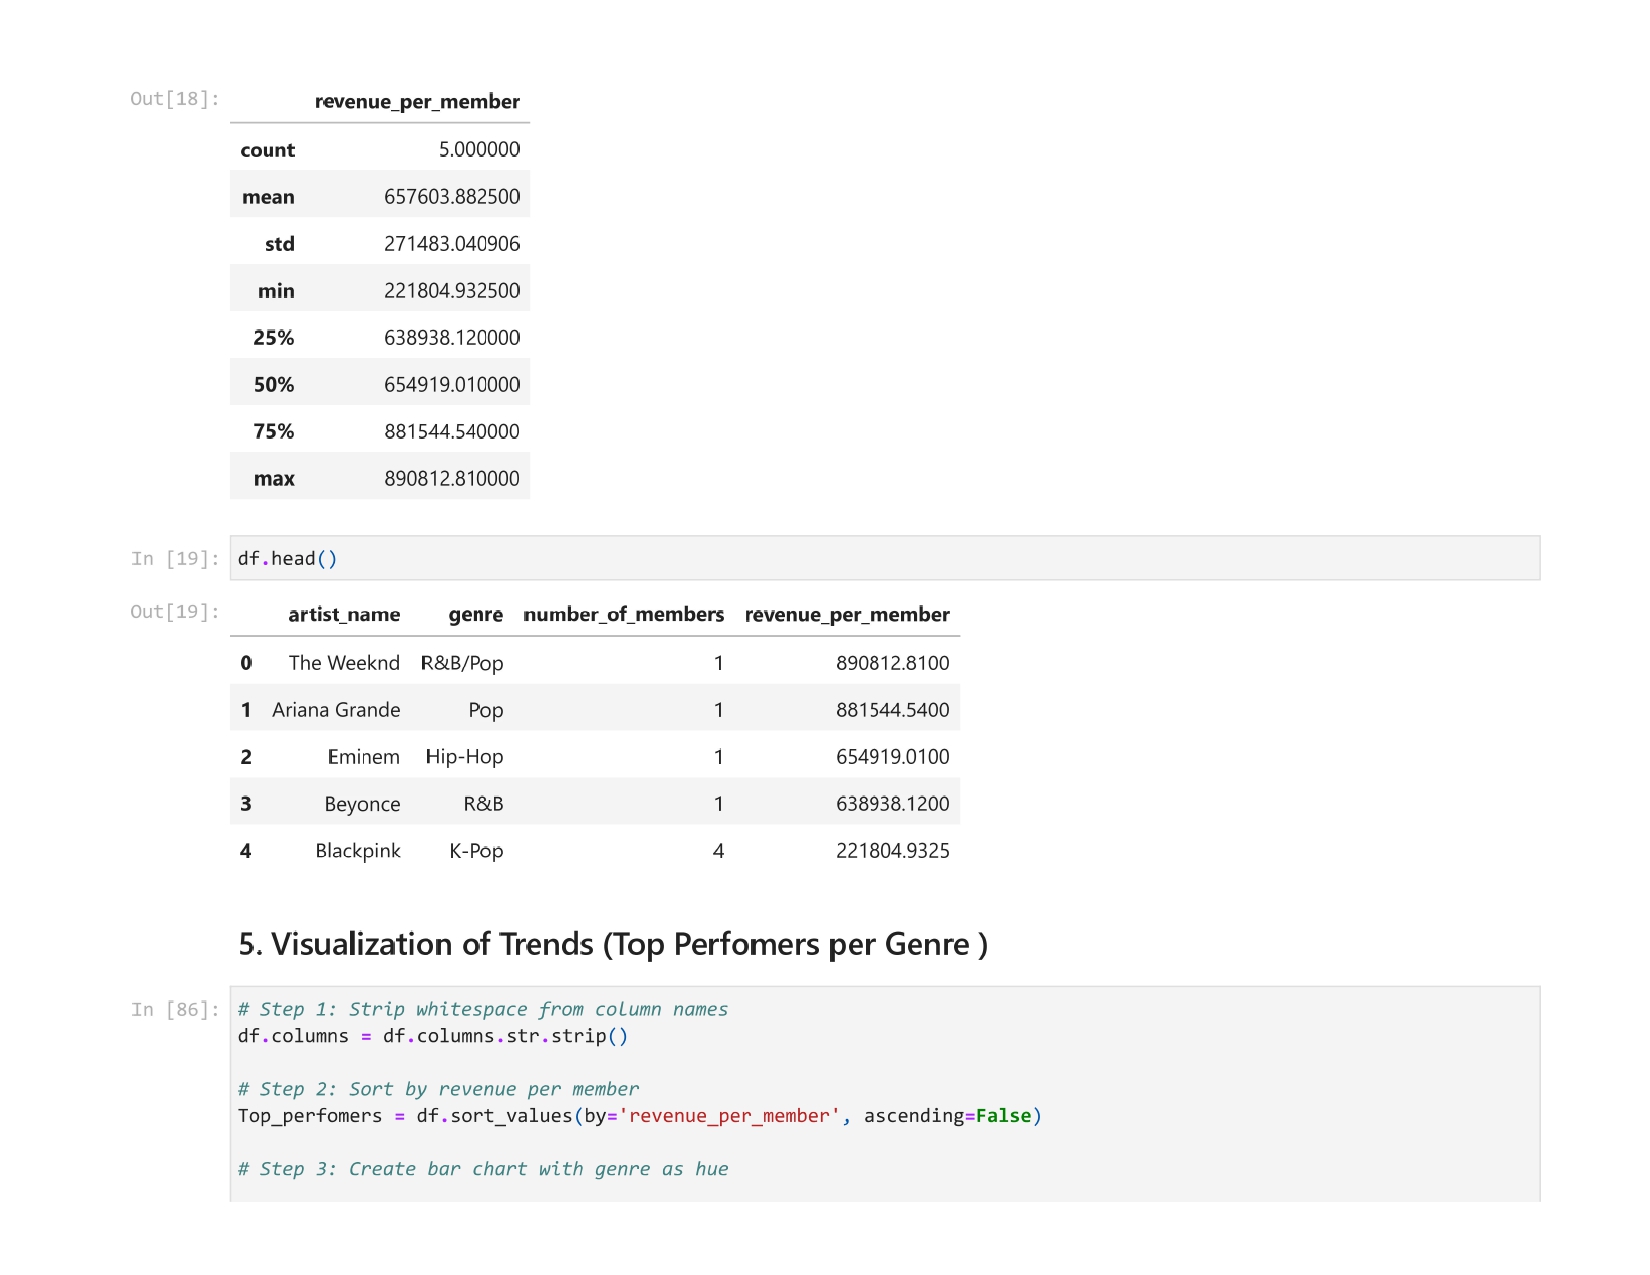 Out[18]: revenue_per_member
count 5.000000
mean 657603.882500
std 271483.040906
min 221804.932500
25% 638938.120000
50% 654919.010000
75% 881544.540000
max 890812.810000
In [19]: df.head()
Out[19]: artist_name genre number_of_members revenue_per_member
0 The Weeknd R&B/Pop 1 890812.8100
1 Ariana Grande Pop 1 881544.5400
2 Eminem Hip-Hop 1 654919.0100
3 Beyonce R&B 1 638938.1200
4 Blackpink K-Pop 4 221804.9325
5. Visualization of Trends (Top Perfomers per Genre )
In [86]: # Step 1: Strip whitespace from column names
df.columns = df.columns.str.strip()
# Step 2: Sort by revenue per member
Top_perfomers = df.sort_values(by='revenue_per_member', ascending=False)
# Step 3: Create bar chart with genre as hue